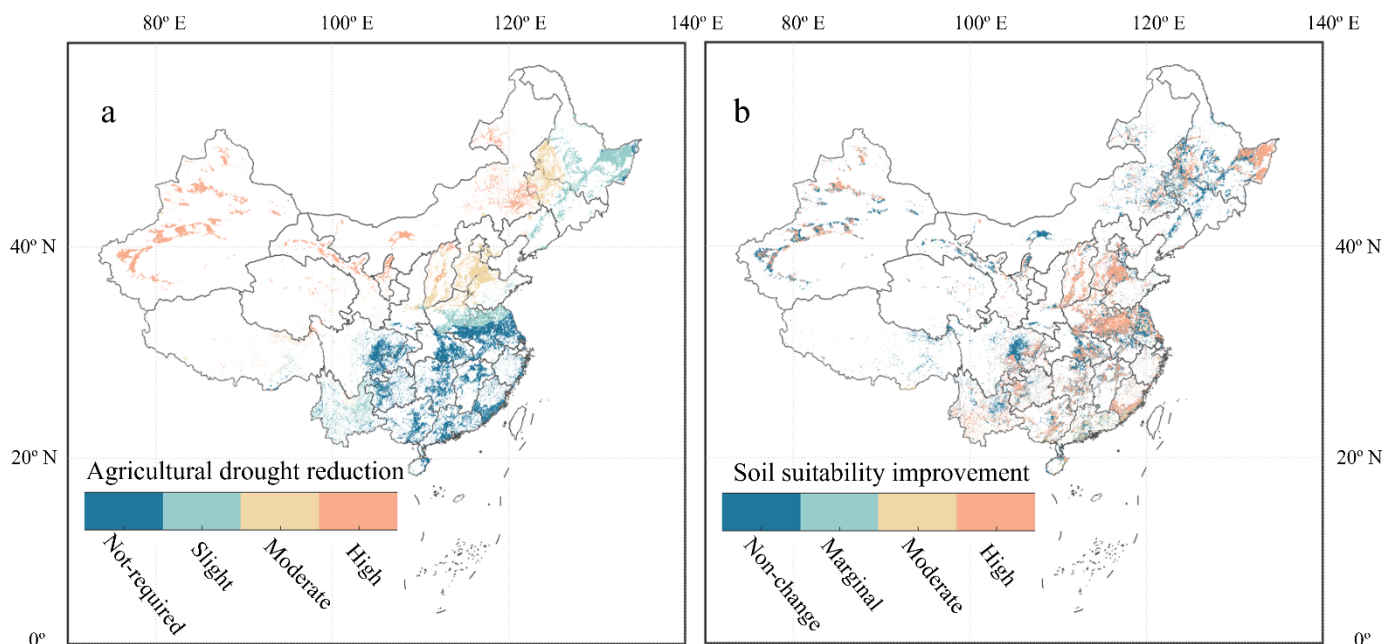 80º E 100º E 120º E 140º E 80º E 100º E 120º E 140º E
a b
40º N 40º N
20º N 20º N
Agricultural drought reduction
Not-required Slight Moderate High
Soil suitability improvement
Non-change Marginal Moderate High
0º 0º